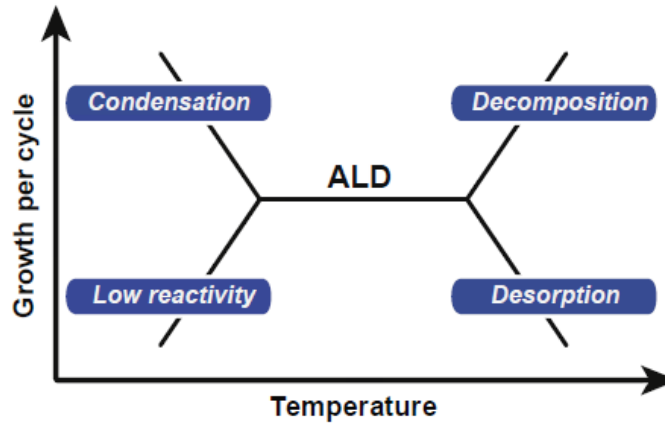 Growth per cycle
Condensation
Decomposition
ALD
Low reactivity
Desorption
Temperature